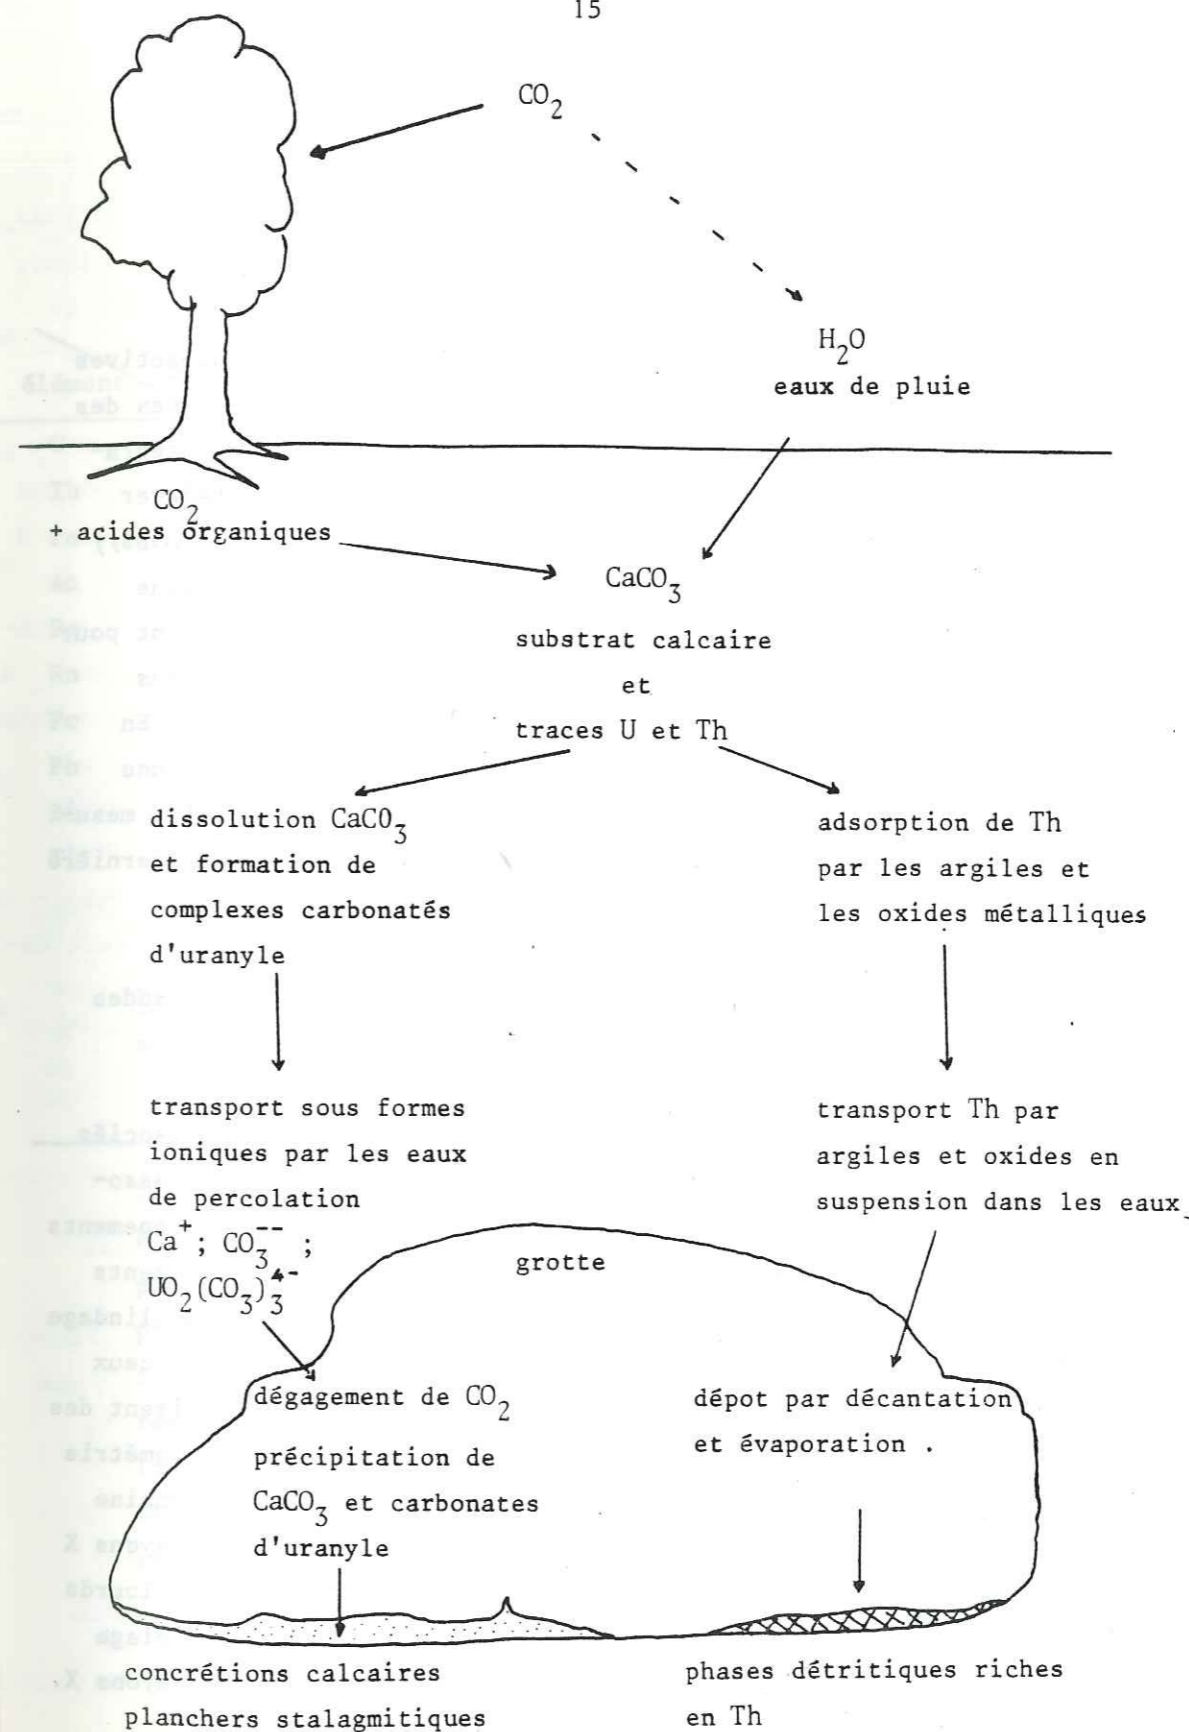 15
CO2
H2O
eaux de pluie
CO2
+ acides organiques
CaCO3
substrat calcaire
et
traces U et Th
dissolution CaCO3
et formation de
complexes carbonatés
d'uranyle
adsorption de Th
par les argiles et
les oxides métalliques
transport sous formes
ioniques par les eaux
de percolation
Ca+; CO3-- ;
UO2(CO3)3 4-
transport Th par
argiles et oxides en
suspension dans les eaux
grotte
dégagement de CO2
précipitation de
CaCO3 et carbonates
d'uranyle
dépot par décantation
et évaporation .
concrétions calcaires
planchers stalagmitiques
phases détritiques riches
en Th